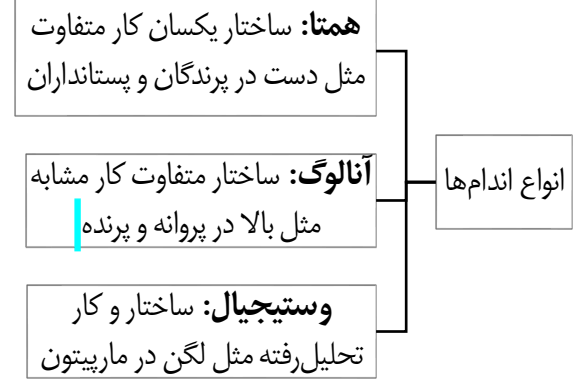 انواع اندام‌ها
همتا: ساختار یکسان کار متفاوت
مثل دست در پرندگان و پستانداران
آنالوگ: ساختار متفاوت کار مشابه
مثل بالا در پروانه و پرنده
وستیجیال: ساختار و کار
تحلیل‌رفته مثل لگن در مارپیتون